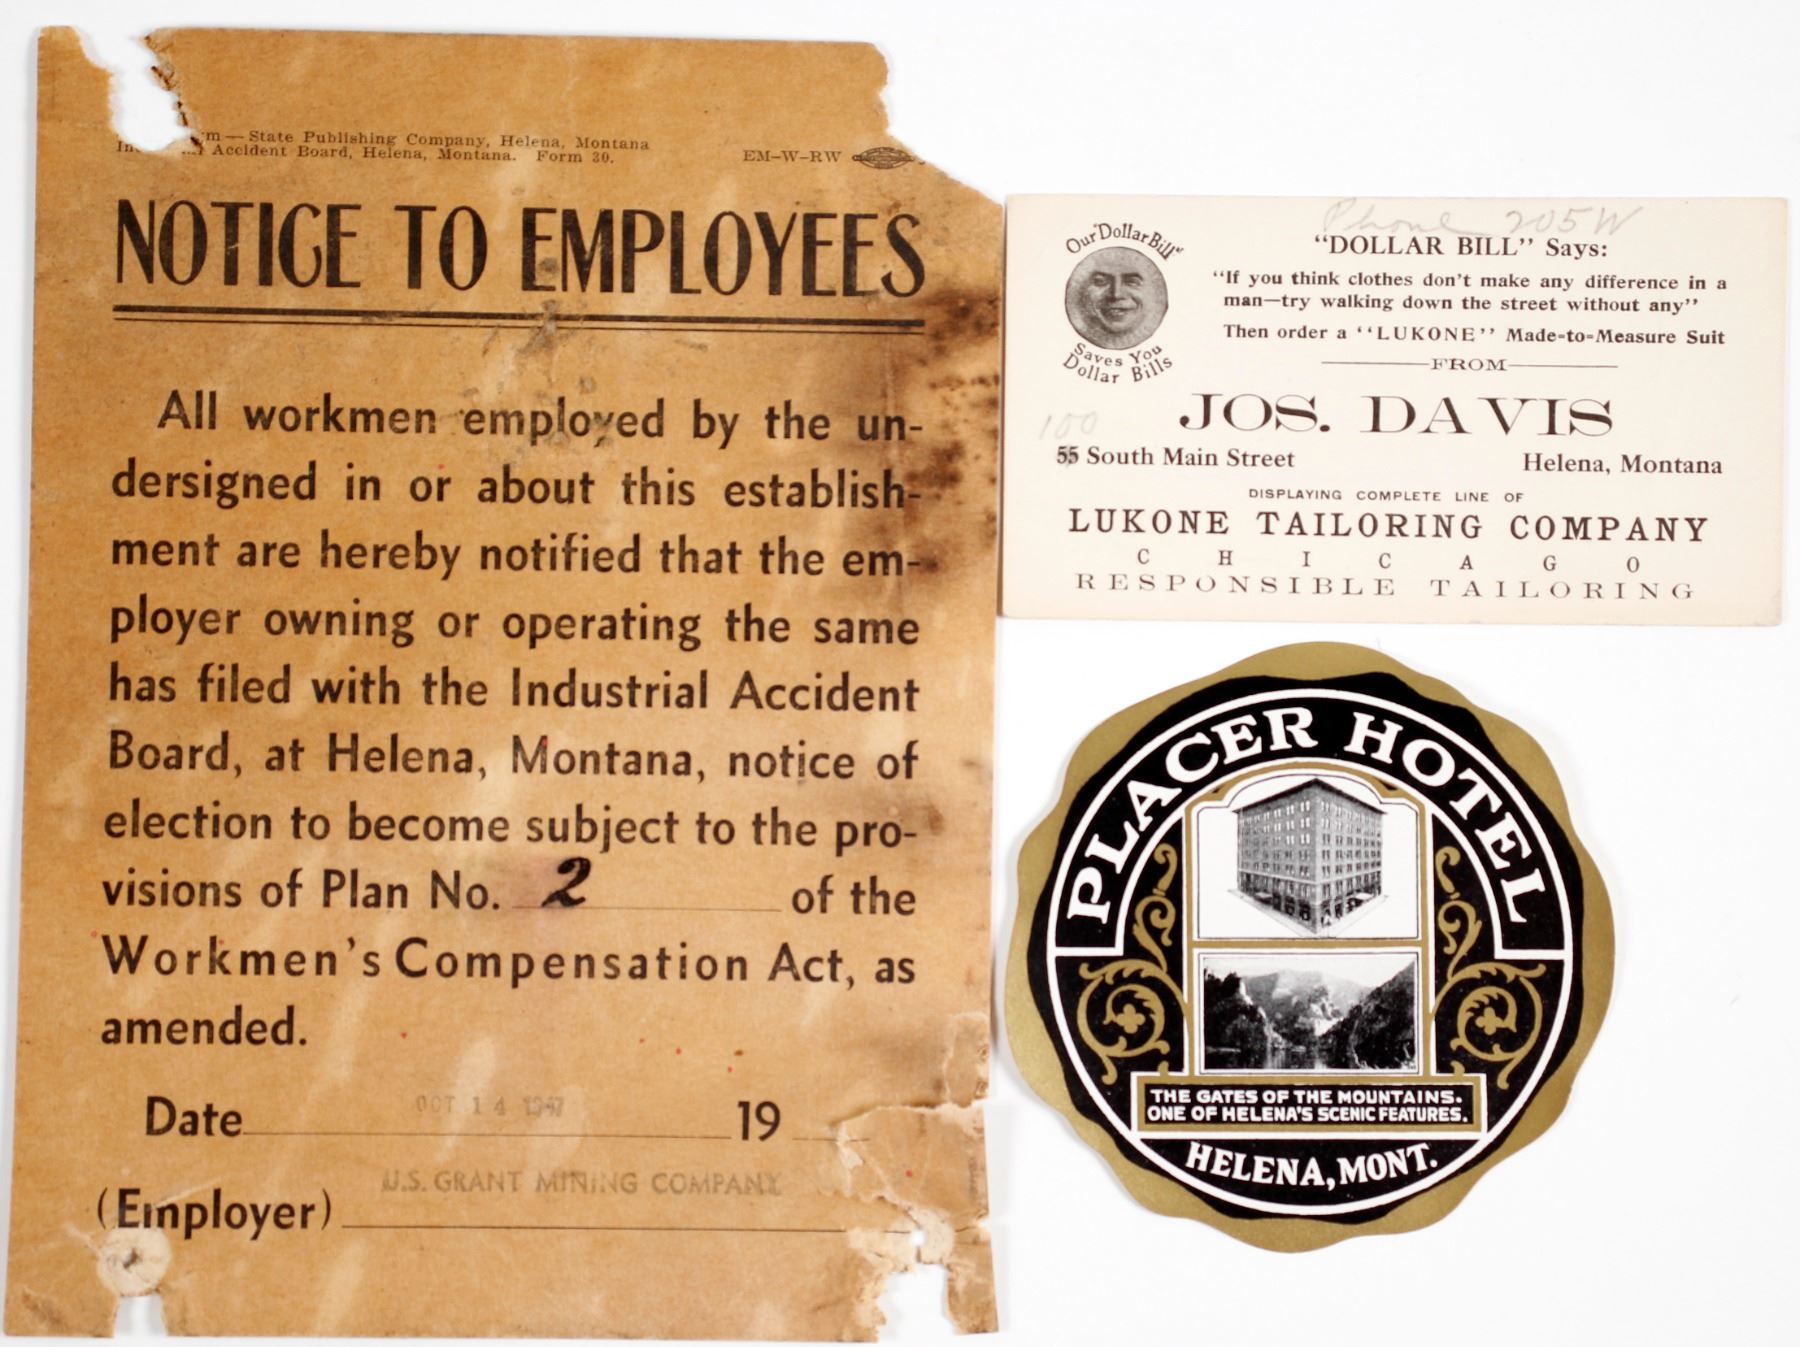 m — State Publishing Company, Helena, Montana
Accident Board, Helena, Montana. Form 30.
EM-W-RW
NOTICE TO EMPLOYEES
All workmen employed by the un-
dersigned in or about this establish-
ment are hereby notified that the em-
ployer owning or operating the same
has filed with the Industrial Accident
Board, at Helena, Montana, notice of
election to become subject to the pro-
visions of Plan No. 2 of the
Workmen's Compensation Act, as
amended.
Date OCT 14 1947 19
U.S. GRANT MINING COMPANY
(Employer)
Phone 205W
Our "Dollar Bill"
Saves You
Dollar Bills
"DOLLAR BILL" Says:
"If you think clothes don't make any difference in a
man—try walking down the street without any"
Then order a "LUKONE" Made-to-Measure Suit
FROM
JOS. DAVIS
100
55 South Main Street Helena, Montana
DISPLAYING COMPLETE LINE OF
LUKONE TAILORING COMPANY
CHICAGO
RESPONSIBLE TAILORING
PLACER HOTEL
THE GATES OF THE MOUNTAINS.
ONE OF HELENA'S SCENIC FEATURES.
HELENA, MONT.